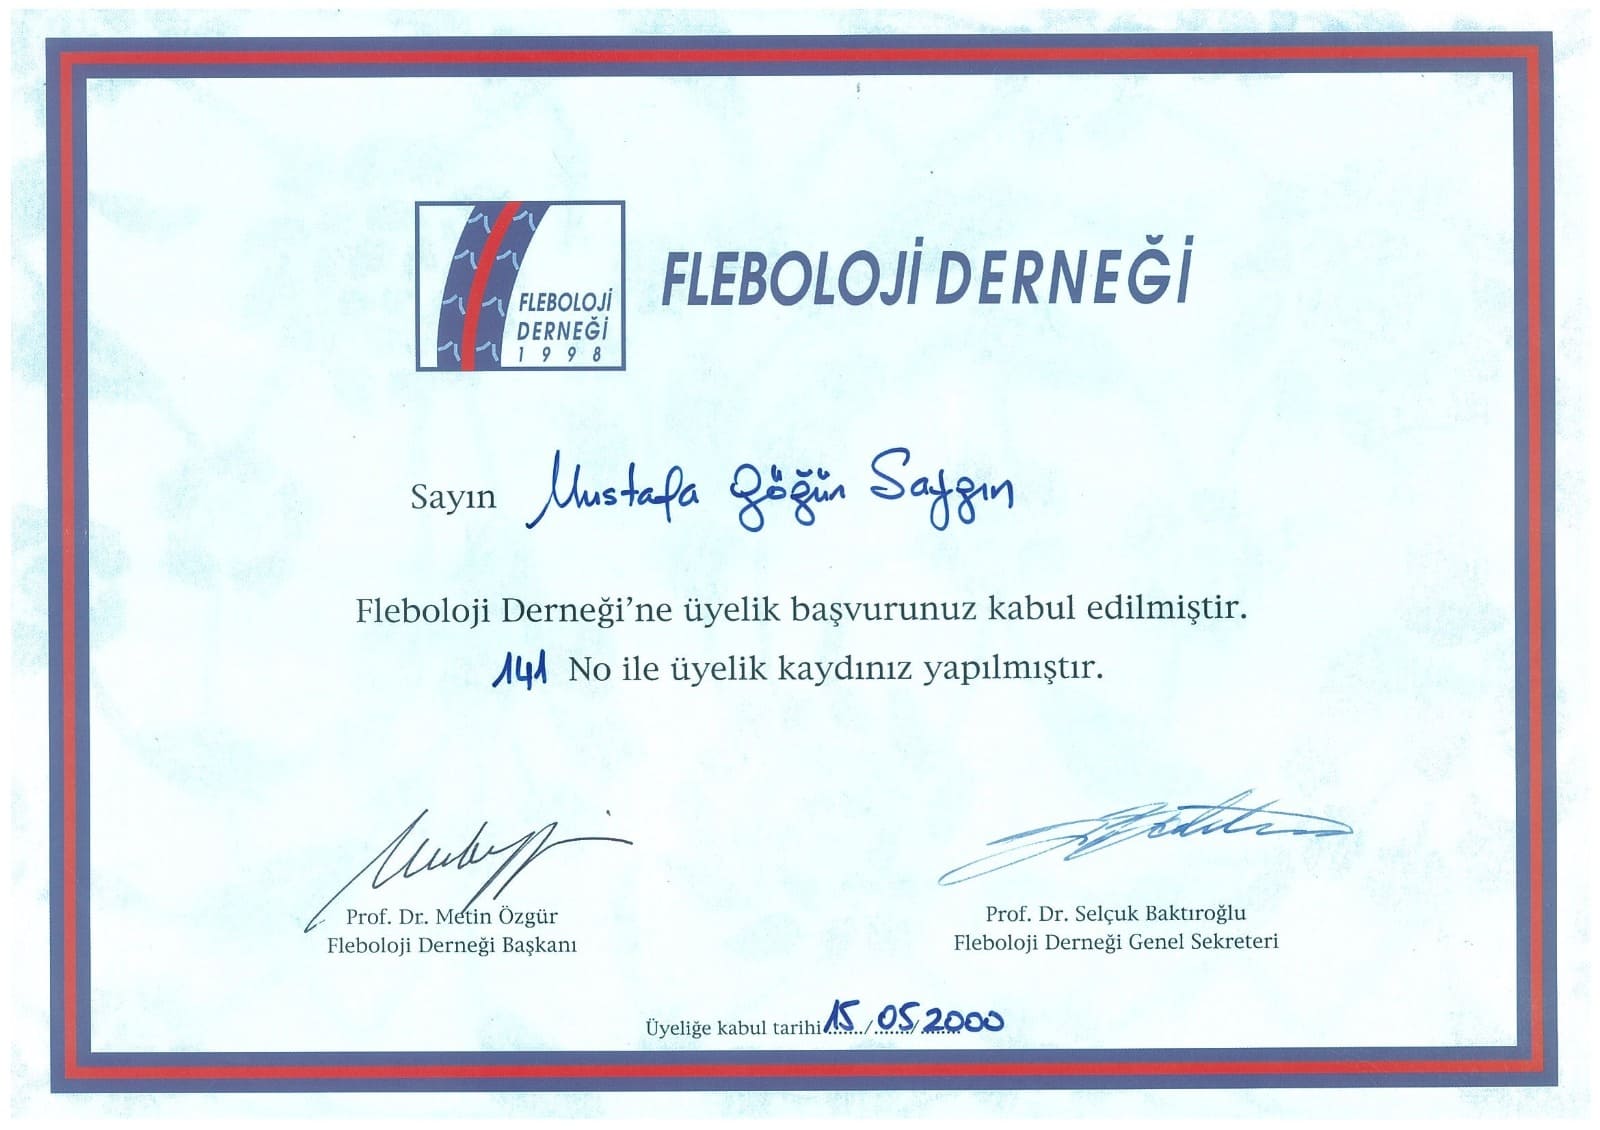 FLEBOLOJİ
DERNEĞİ
1998
FLEBOLOJİ DERNEĞİ
Sayın Mustafa Göğün Saygın
Fleboloji Derneği’ne üyelik başvurunuz kabul edilmiştir.
141 No ile üyelik kaydınız yapılmıştır.
Prof. Dr. Metin Özgür
Fleboloji Derneği Başkanı
Prof. Dr. Selçuk Baktıroğlu
Fleboloji Derneği Genel Sekreteri
Üyeliğe kabul tarihi 15/05/2000